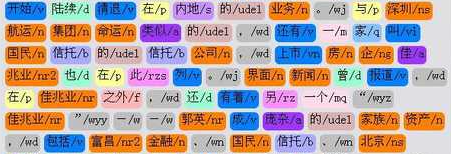 开始/v 陆续/d 清退/v 在/p 内地/s 的/ude1 业务/n 。/wj 与/p 深圳/ns
航运/n 集团/n 命运/n 类似/a 的/ude1 ，/wd 还有/v 一/m 家/q 叫/vi
国民/n 信托/b 的/ude1 信托/b 公司/n ，/wd 上市/vn 房/n 企/ng 佳/a
兆业/nr2 也/d 在/p 此/rzs 列/v 。/wj 界面/n 新闻/n 曾/d 报道/v ，/wd
在/p 佳兆业/nr 之外/f ，/wd 还/d 有着/v 另/rz 一个/mq “/wyz
佳兆业/nr ”/wyy —/w —/w 郭英/nr 成/v 庞杂/a 的/ude1 家族/n 资产/n
，/wd 包括/v 富昌/nr2 金融/n 、/wn 国民/n 信托/b 、/wn 北京/ns